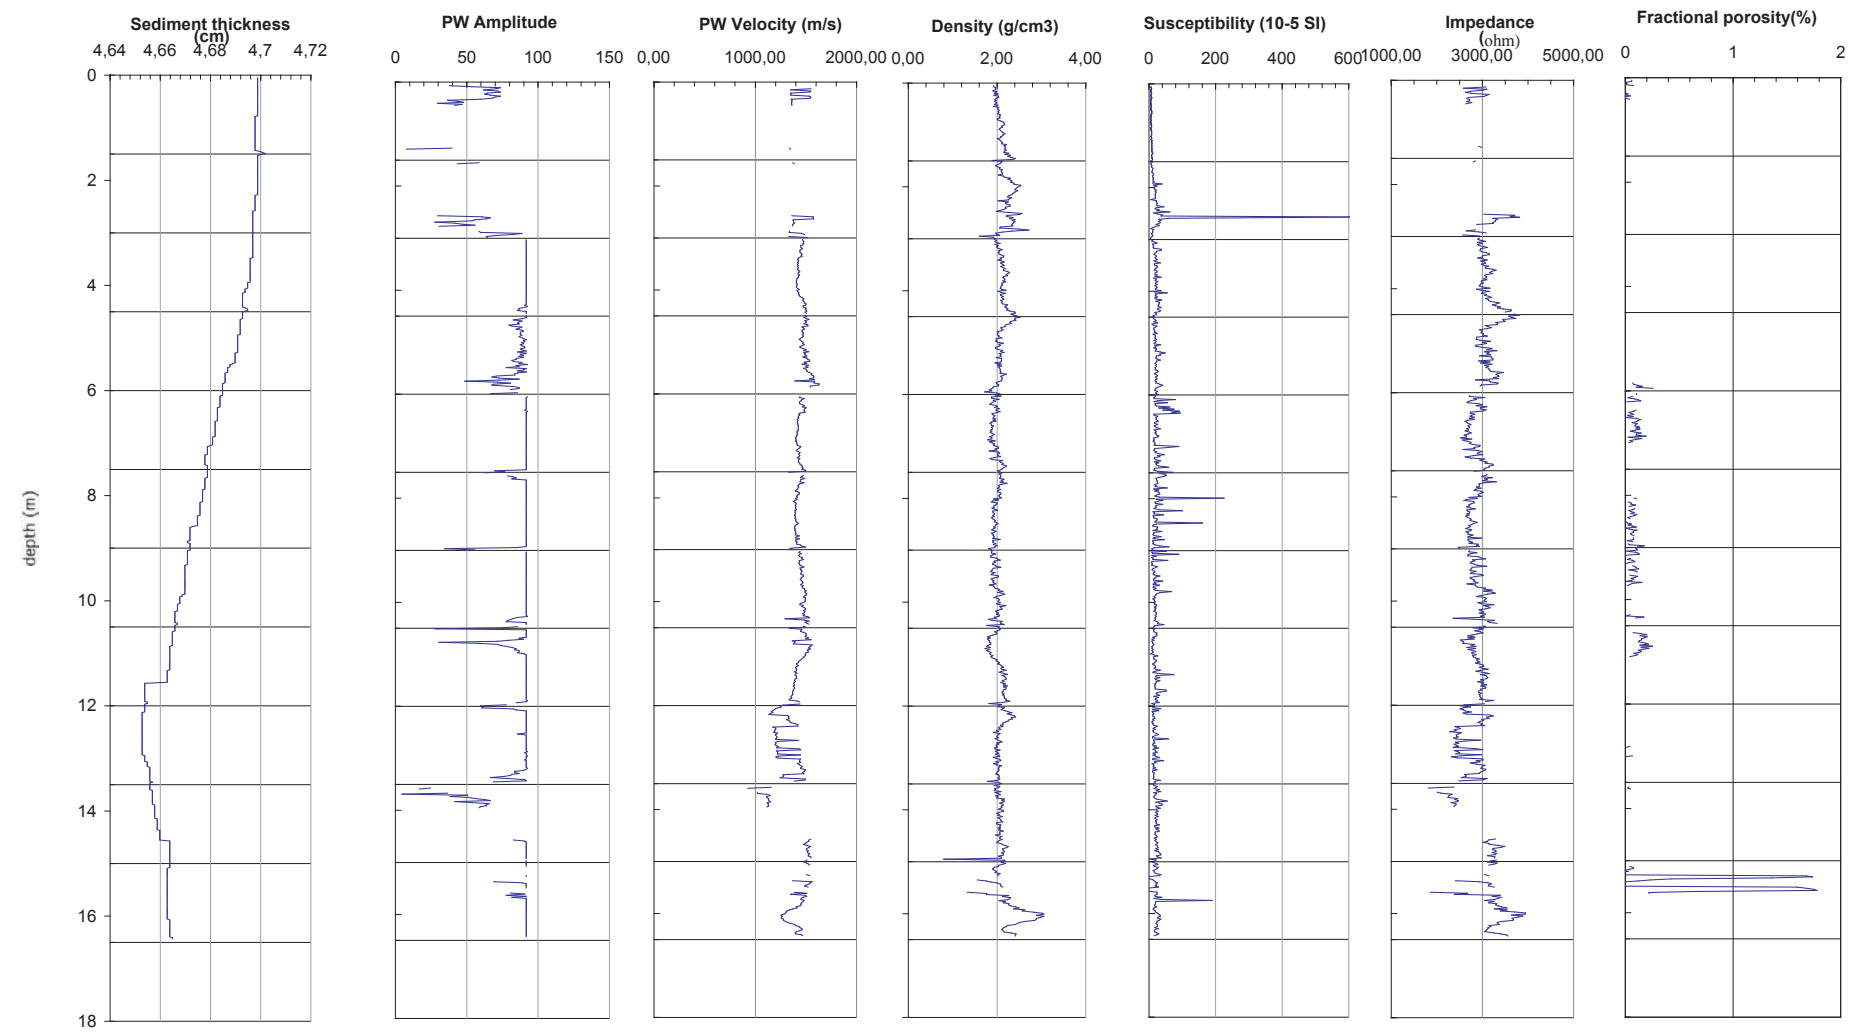 Sediment thickness
(cm)
4,64 4,66 4,68 4,7 4,72
PW Amplitude
0 50 100 150
PW Velocity (m/s)
0,00 1000,00 2000,00
Density (g/cm3)
0,00 2,00 4,00
Susceptibility (10-5 SI)
0 200 400 600
Impedance
(ohm)
1000,00 3000,00 5000,00
Fractional porosity(%)
0 1 2
depth (m)
0
2
4
6
8
10
12
14
16
18